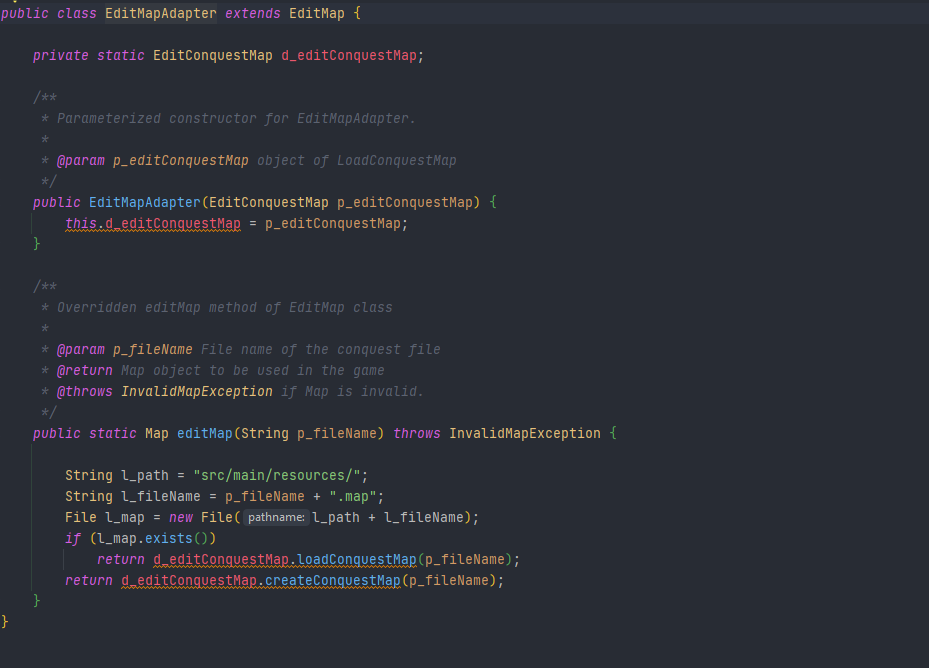 public class EditMapAdapter extends EditMap {
private static EditConquestMap d_editConquestMap;
/**
* Parameterized constructor for EditMapAdapter.
*
* @param p_editConquestMap object of LoadConquestMap
*/
public EditMapAdapter(EditConquestMap p_editConquestMap) {
this.d_editConquestMap = p_editConquestMap;
}
/**
* Overridden editMap method of EditMap class
*
* @param p_fileName File name of the conquest file
* @return Map object to be used in the game
* @throws InvalidMapException if Map is invalid.
*/
public static Map editMap(String p_fileName) throws InvalidMapException {
String l_path = "src/main/resources/";
String l_fileName = p_fileName + ".map";
File l_map = new File( pathname: l_path + l_fileName);
if (l_map.exists())
return d_editConquestMap.loadConquestMap(p_fileName);
return d_editConquestMap.createConquestMap(p_fileName);
}
}